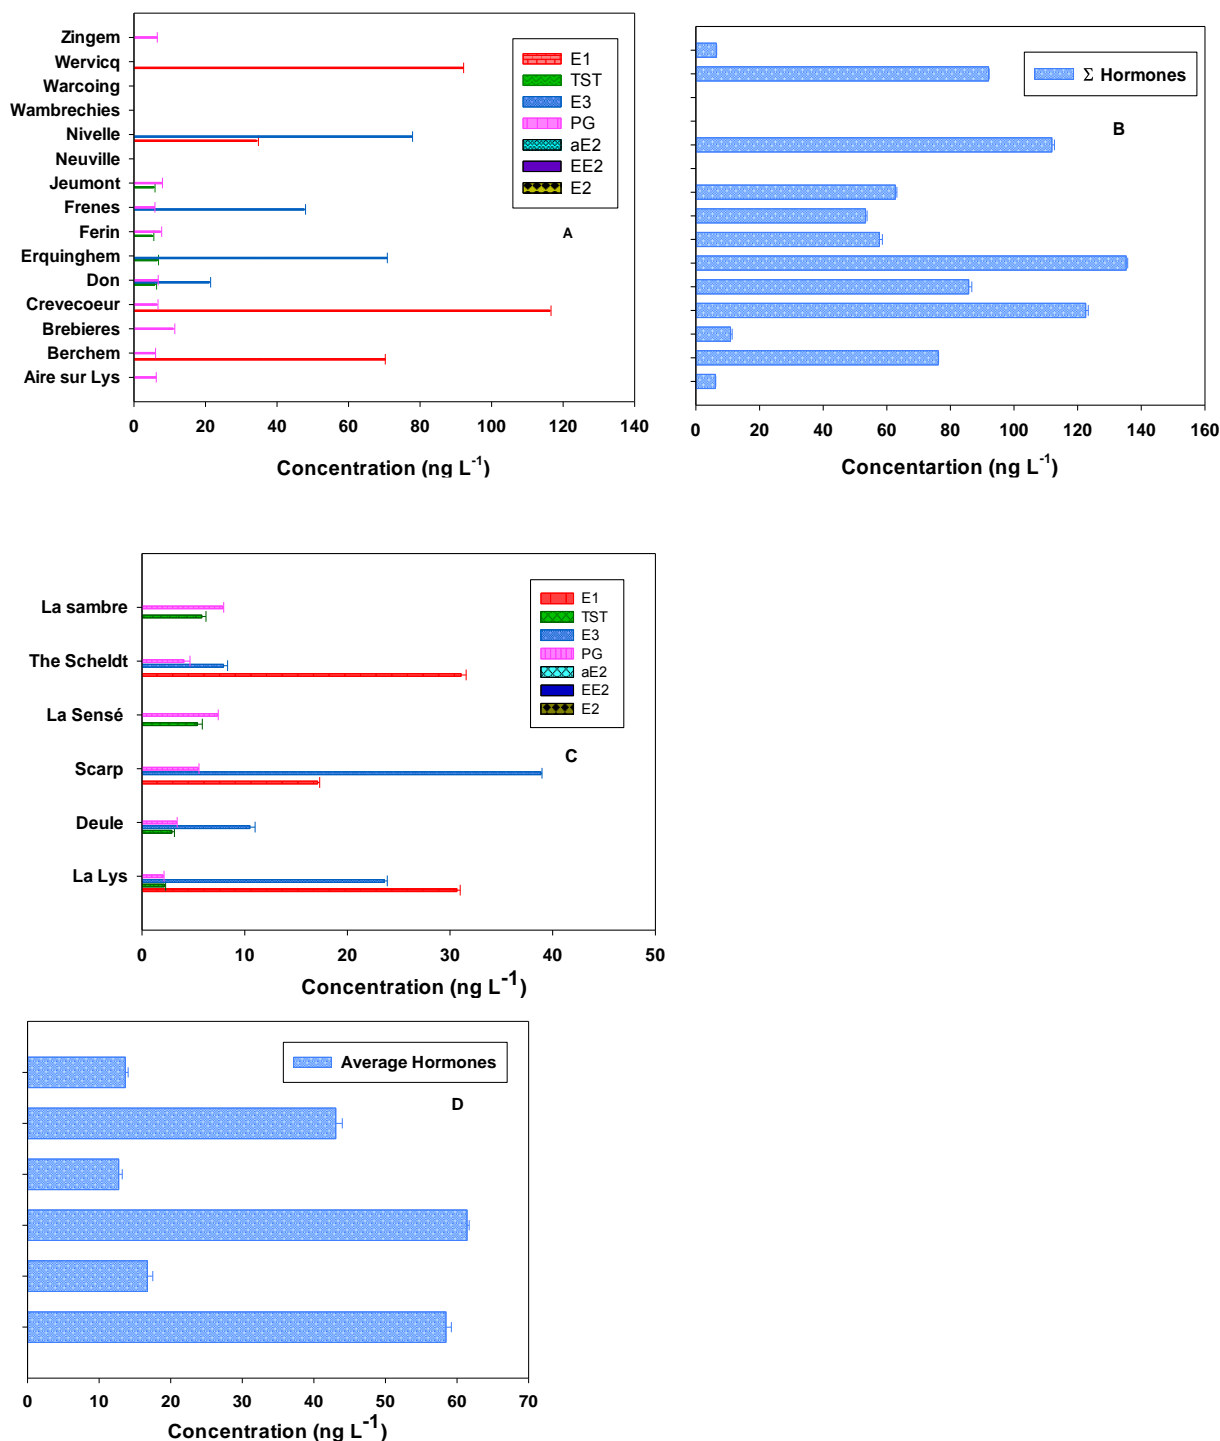 Zingem
Wervicq
Warcoing
Wambrechies
Nivelle
Neuville
Jeumont
Frenes
Ferin
Erquinghem
Don
Crevecoeur
Brebieres
Berchem
Aire sur Lys
E1
TST
E3
PG
aE2
EE2
E2
A
0 20 40 60 80 100 120 140
Concentration (ng L⁻¹)
Σ Hormones
B
0 20 40 60 80 100 120 140 160
Concentartion (ng L⁻¹)
La sambre
The Scheldt
La Sensé
Scarp
Deule
La Lys
E1
TST
E3
PG
aE2
EE2
E2
C
0 10 20 30 40 50
Concentration (ng L⁻¹)
Average Hormones
D
0 10 20 30 40 50 60 70
Concentration (ng L⁻¹)